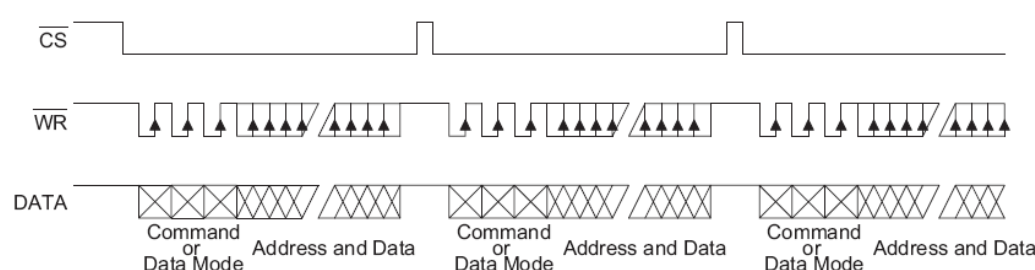 CS
WR
DATA
Command
or
Data Mode
Address and Data
Command
or
Data Mode
Address and Data
Command
or
Data Mode
Address and Data